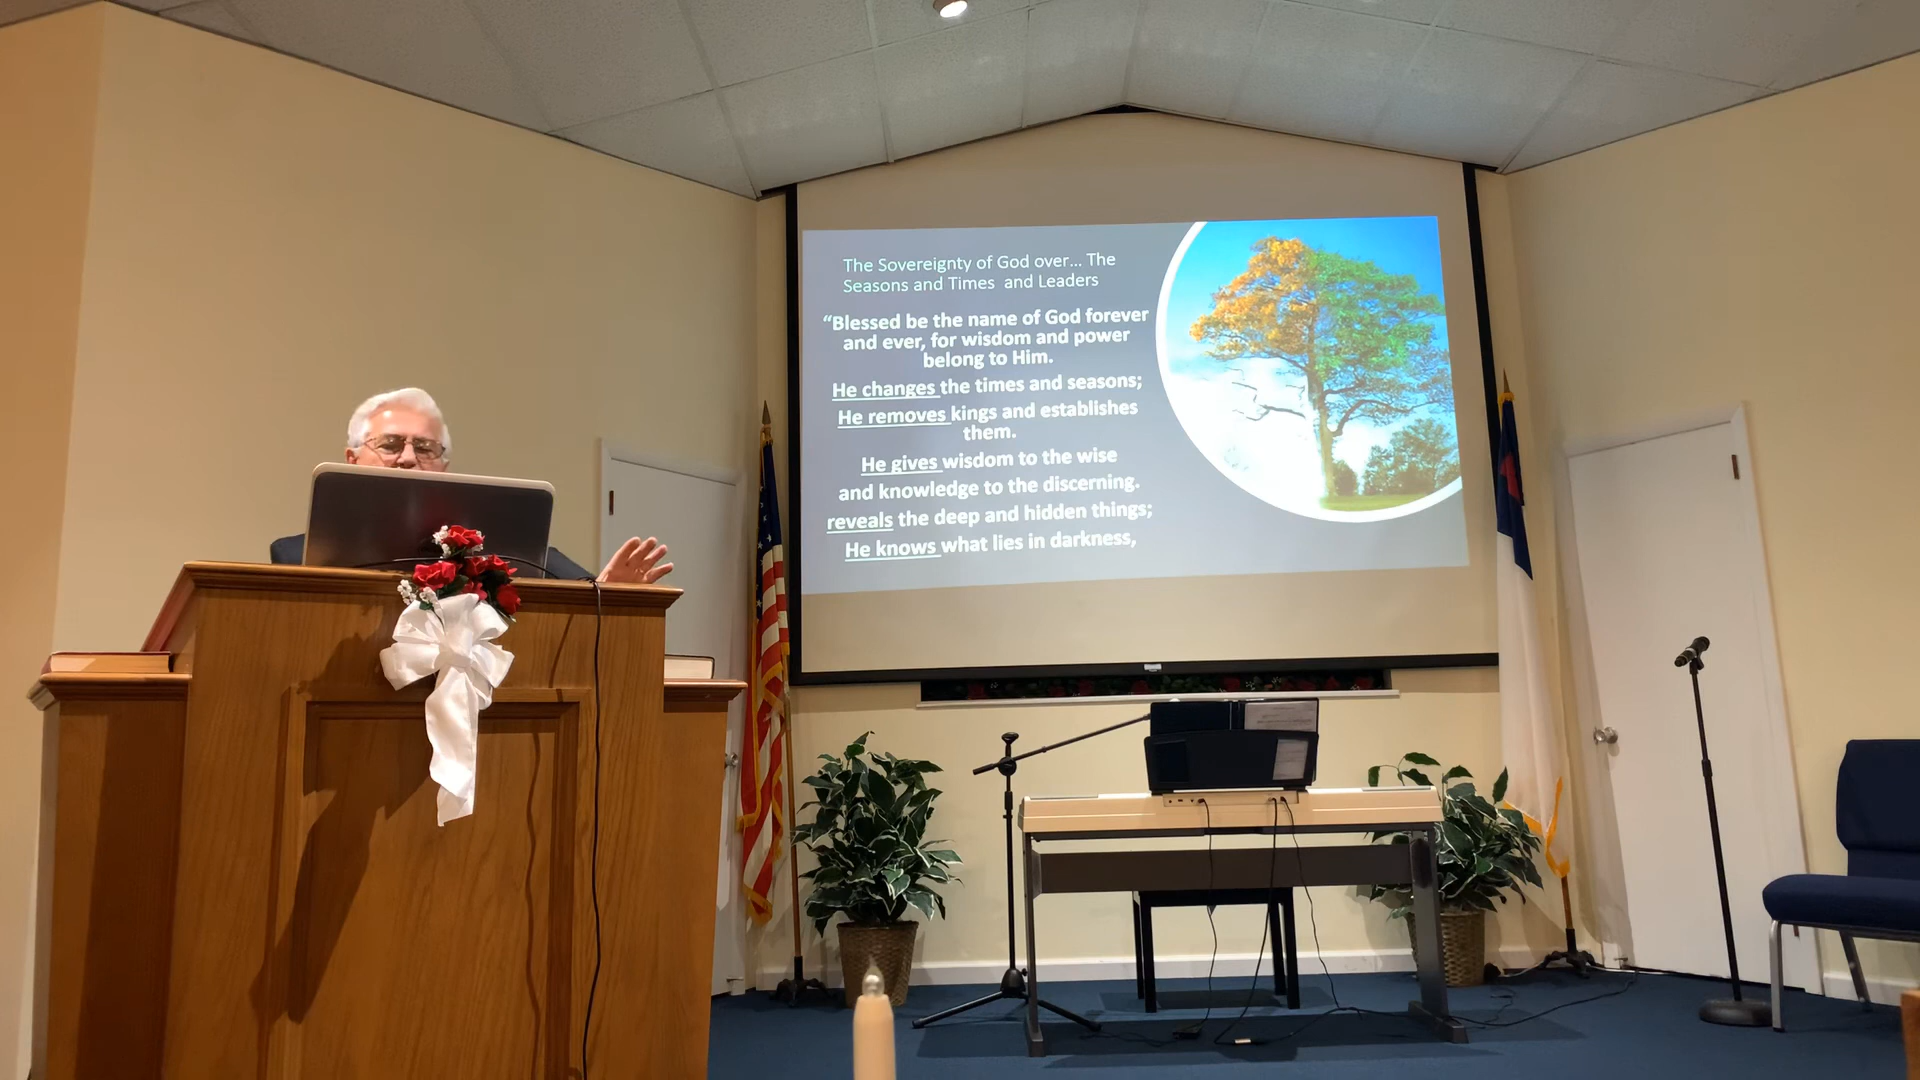 The Sovereignty of God over... The
Seasons and Times and Leaders
“Blessed be the name of God forever
and ever, for wisdom and power
belong to Him.
He changes the times and seasons;
He removes kings and establishes
them.
He gives wisdom to the wise
and knowledge to the discerning.
reveals the deep and hidden things;
He knows what lies in darkness,